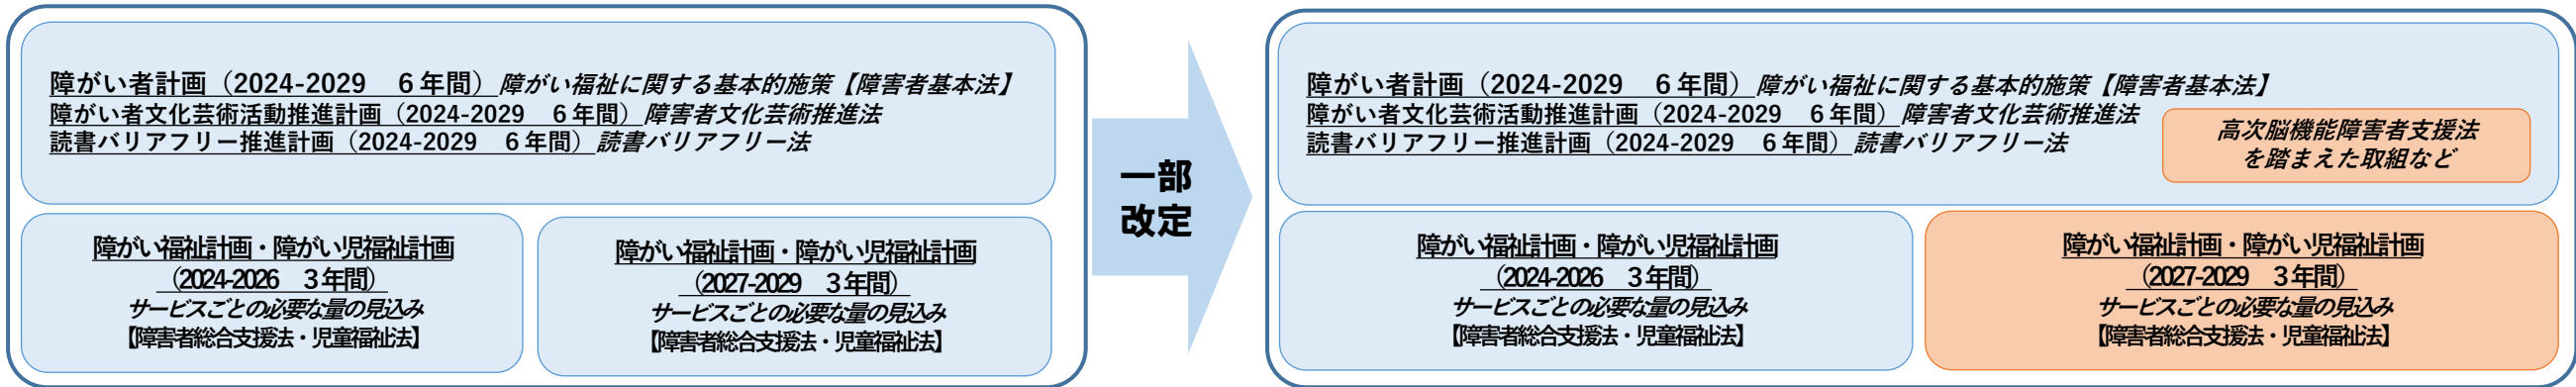 障がい者計画（2024-2029　６年間）障がい福祉に関する基本的施策【障害者基本法】
障がい者文化芸術活動推進計画（2024-2029　６年間）障害者文化芸術推進法
読書バリアフリー推進計画（2024-2029　６年間）読書バリアフリー法
障がい福祉計画・障がい児福祉計画
（2024-2026　３年間）
サービスごとの必要な量の見込み
【障害者総合支援法・児童福祉法】
障がい福祉計画・障がい児福祉計画
（2027-2029　３年間）
サービスごとの必要な量の見込み
【障害者総合支援法・児童福祉法】
一部
改定
障がい者計画（2024-2029　６年間）障がい福祉に関する基本的施策【障害者基本法】
障がい者文化芸術活動推進計画（2024-2029　６年間）障害者文化芸術推進法
読書バリアフリー推進計画（2024-2029　６年間）読書バリアフリー法
高次脳機能障害者支援法
を踏まえた取組など
障がい福祉計画・障がい児福祉計画
（2024-2026　３年間）
サービスごとの必要な量の見込み
【障害者総合支援法・児童福祉法】
障がい福祉計画・障がい児福祉計画
（2027-2029　３年間）
サービスごとの必要な量の見込み
【障害者総合支援法・児童福祉法】